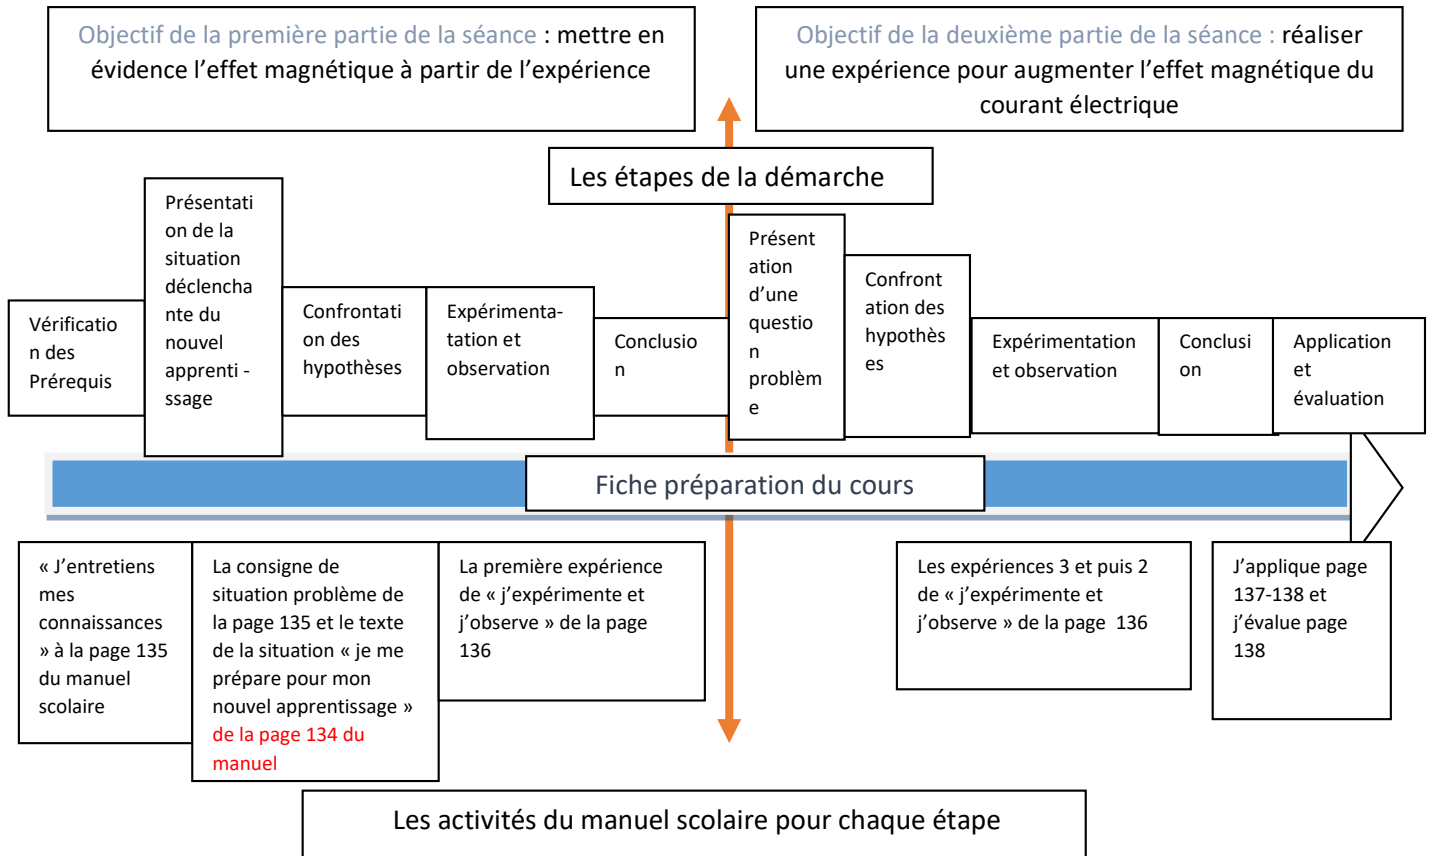 Objectif de la première partie de la séance : mettre en
évidence l’effet magnétique à partir de l’expérience
Objectif de la deuxième partie de la séance : réaliser
une expérience pour augmenter l’effet magnétique du
courant électrique
Les étapes de la démarche
Vérificatio
n des
Prérequis
Présentati
on de la
situation
déclencha
nte du
nouvel
apprenti -
ssage
Confrontati
on des
hypothèses
Expérimenta-
tation et
observation
Conclusio
n
Présent
ation
d’une
questio
n
problèm
e
Confront
ation des
hypothès
es
Expérimentation
et observation
Conclusi
on
Application
et
évaluation
Fiche préparation du cours
« J’entretiens
mes
connaissances
» à la page 135
du manuel
scolaire
La consigne de
situation problème de
la page 135 et le texte
de la situation « je me
prépare pour mon
nouvel apprentissage »
de la page 134 du
manuel
La première expérience
de « j’expérimente et
j’observe » de la page
136
Les expériences 3 et puis 2
de « j’expérimente et
j’observe » de la page 136
J’applique page
137-138 et
j’évalue page
138
Les activités du manuel scolaire pour chaque étape